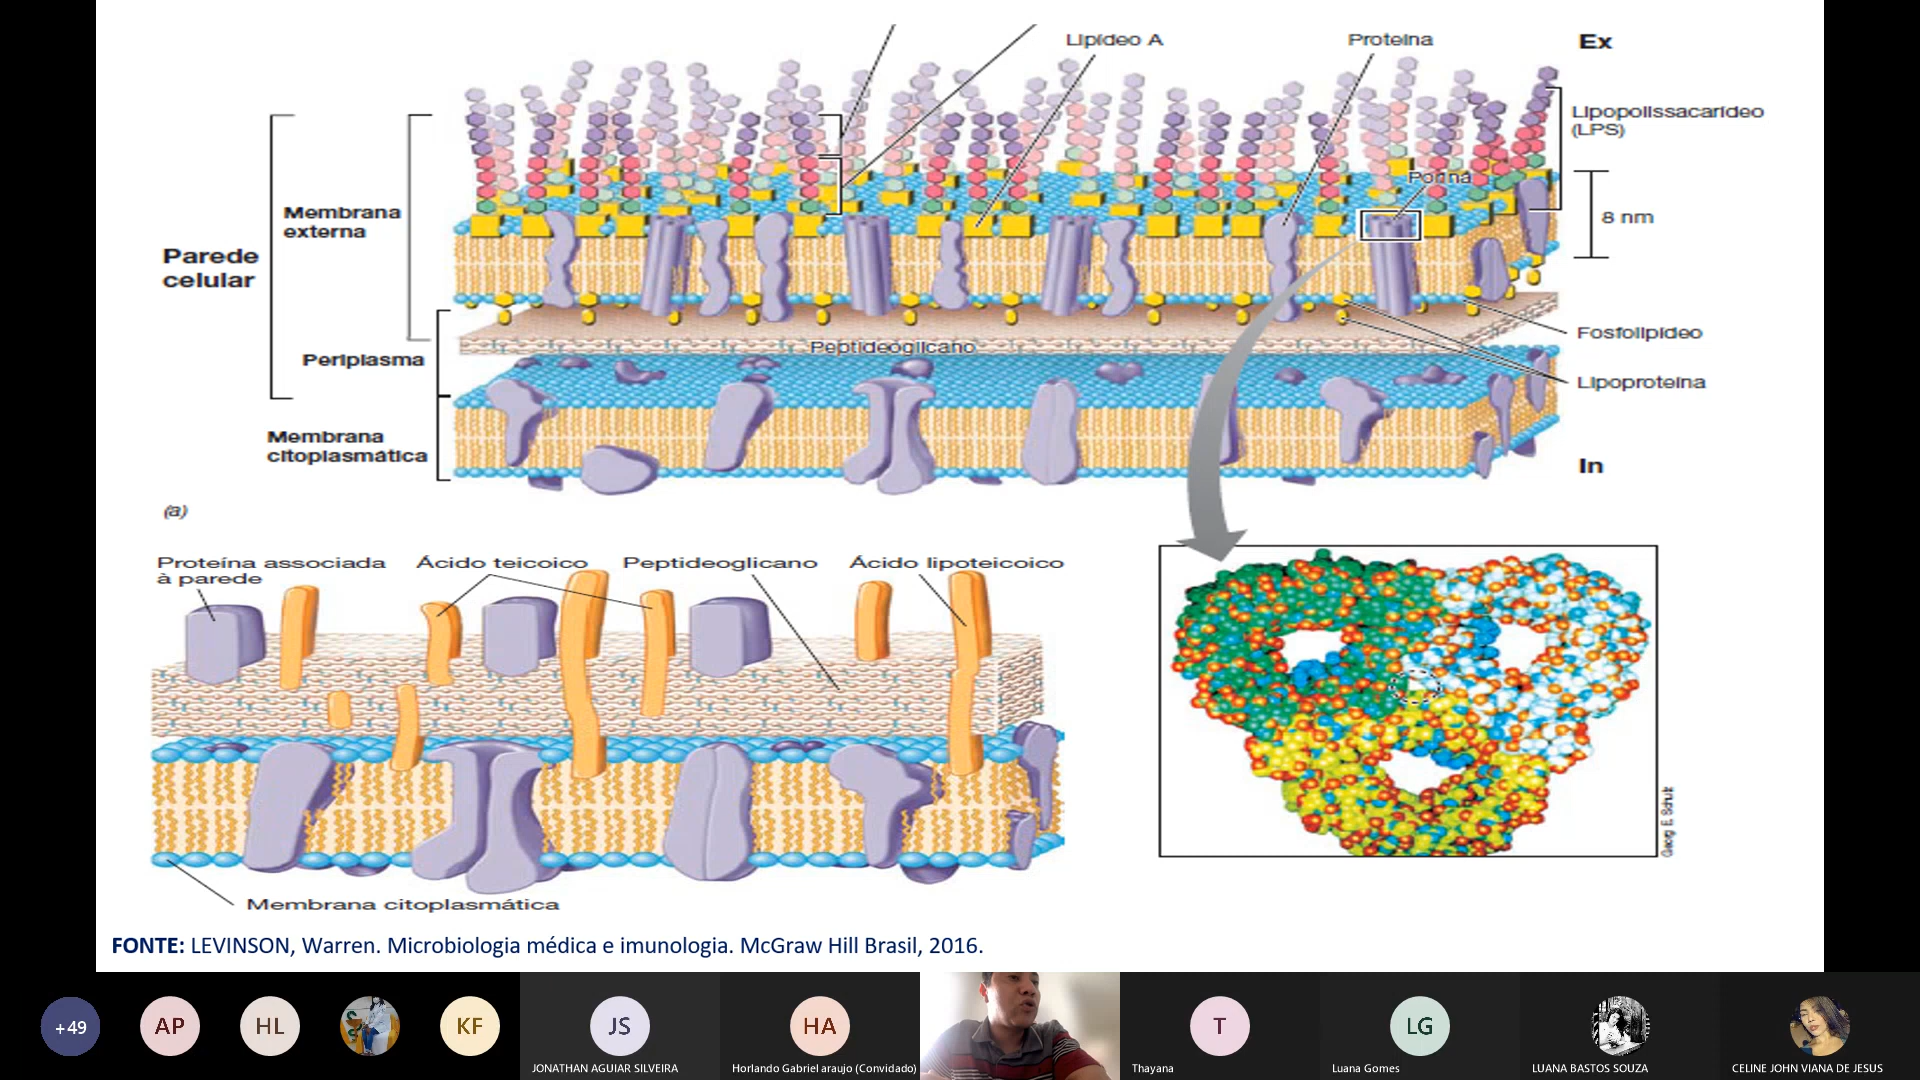 Lipídeo A
Proteína
Ex
Lipopolissacarídeo
(LPS)
Porina
Membrana
externa
8 nm
Parede
celular
Fosfolipídeo
Peptideoglicano
Periplasma
Lipoproteína
Membrana
citoplasmática
In
(a)
Proteína associada
à parede
Ácido teicoico
Peptideoglicano
Ácido lipoteicoico
Membrana citoplasmática
Georg E. Schulz
FONTE: LEVINSON, Warren. Microbiologia médica e imunologia. McGraw Hill Brasil, 2016.
+49
AP
HL
KF
JS
HA
T
LG
JONATHAN AGUIAR SILVEIRA
Horlando Gabriel araujo (Convidado)
Thayana
Luana Gomes
LUANA BASTOS SOUZA
CELINE JOHN VIANA DE JESUS